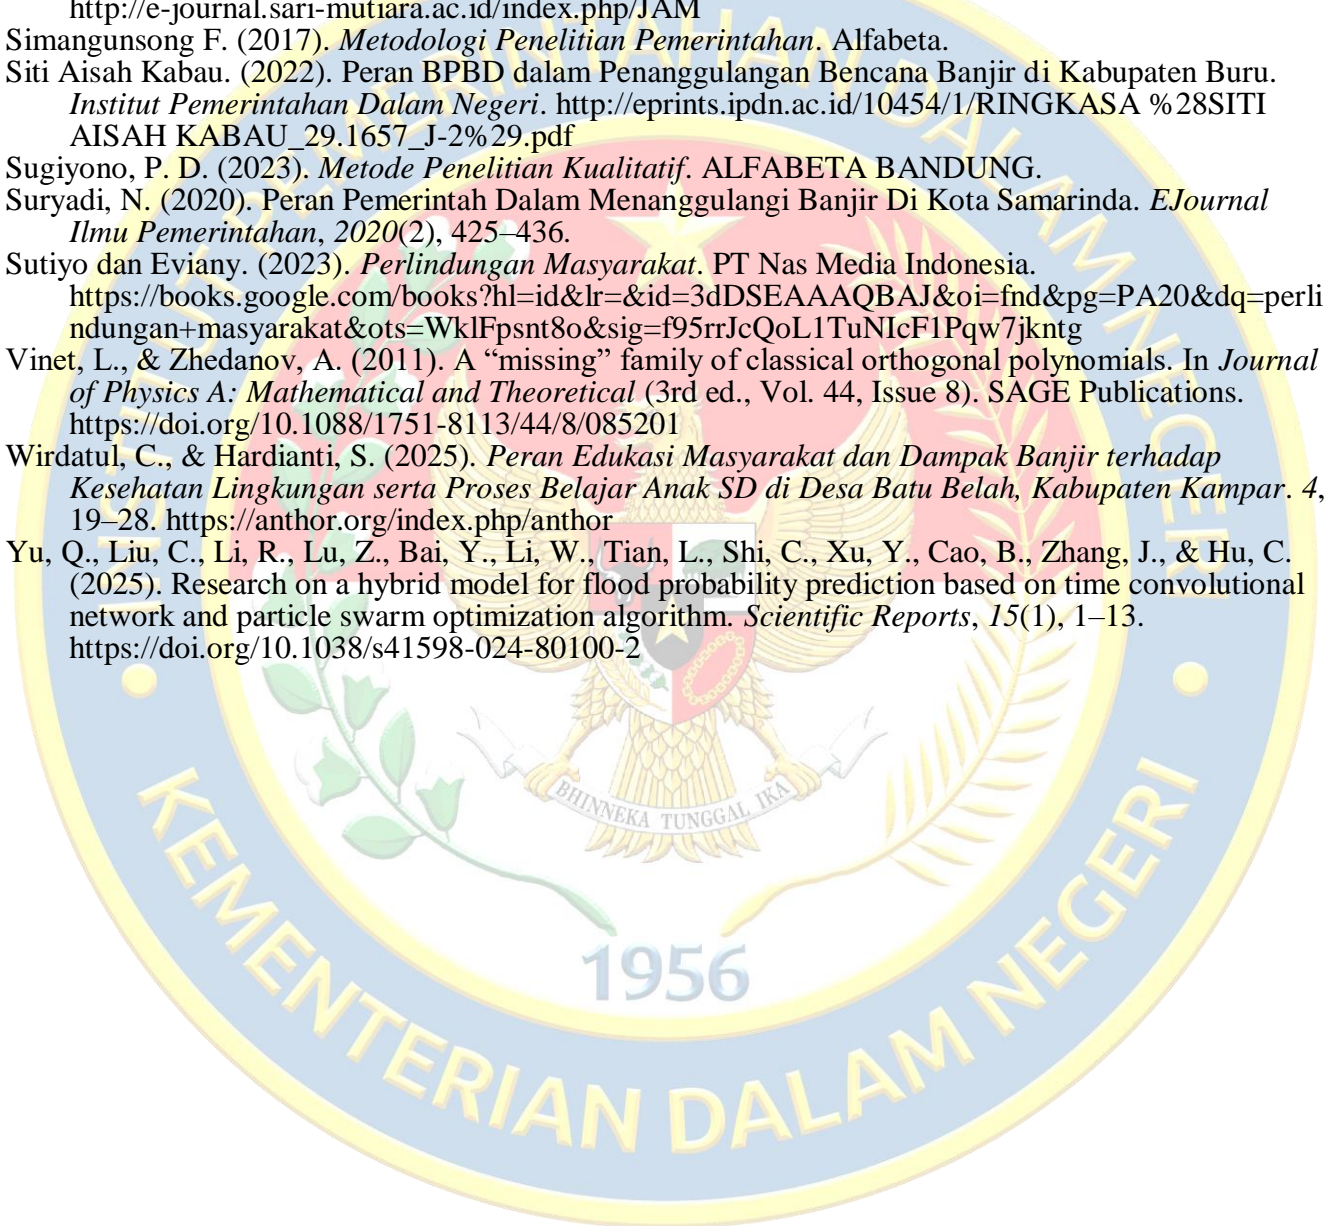 http://e-journal.sari-mutiara.ac.id/index.php/JAM
Simangunsong F. (2017). Metodologi Penelitian Pemerintahan. Alfabeta.
Siti Aisah Kabau. (2022). Peran BPBD dalam Penanggulangan Bencana Banjir di Kabupaten Buru.
Institut Pemerintahan Dalam Negeri. http://eprints.ipdn.ac.id/10454/1/RINGKASA %28SITI
AISAH KABAU_29.1657_J-2%29.pdf
Sugiyono, P. D. (2023). Metode Penelitian Kualitatif. ALFABETA BANDUNG.
Suryadi, N. (2020). Peran Pemerintah Dalam Menanggulangi Banjir Di Kota Samarinda. EJournal
Ilmu Pemerintahan, 2020(2), 425–436.
Sutiyo dan Eviany. (2023). Perlindungan Masyarakat. PT Nas Media Indonesia.
https://books.google.com/books?hl=id&lr=&id=3dDSEAAAQBAJ&oi=fnd&pg=PA20&dq=perli
ndungan+masyarakat&ots=WklFpsnt8o&sig=f95rrJcQoL1TuNIcF1Pqw7jkntg
Vinet, L., & Zhedanov, A. (2011). A “missing” family of classical orthogonal polynomials. In Journal
of Physics A: Mathematical and Theoretical (3rd ed., Vol. 44, Issue 8). SAGE Publications.
https://doi.org/10.1088/1751-8113/44/8/085201
Wirdatul, C., & Hardianti, S. (2025). Peran Edukasi Masyarakat dan Dampak Banjir terhadap
Kesehatan Lingkungan serta Proses Belajar Anak SD di Desa Batu Belah, Kabupaten Kampar. 4,
19–28. https://anthor.org/index.php/anthor
Yu, Q., Liu, C., Li, R., Lu, Z., Bai, Y., Li, W., Tian, L., Shi, C., Xu, Y., Cao, B., Zhang, J., & Hu, C.
(2025). Research on a hybrid model for flood probability prediction based on time convolutional
network and particle swarm optimization algorithm. Scientific Reports, 15(1), 1–13.
https://doi.org/10.1038/s41598-024-80100-2
INSTITUT PEMERINTAHAN DALAM NEGERI
BHINNEKA TUNGGAL IKA
1956
KEMENTERIAN DALAM NEGERI